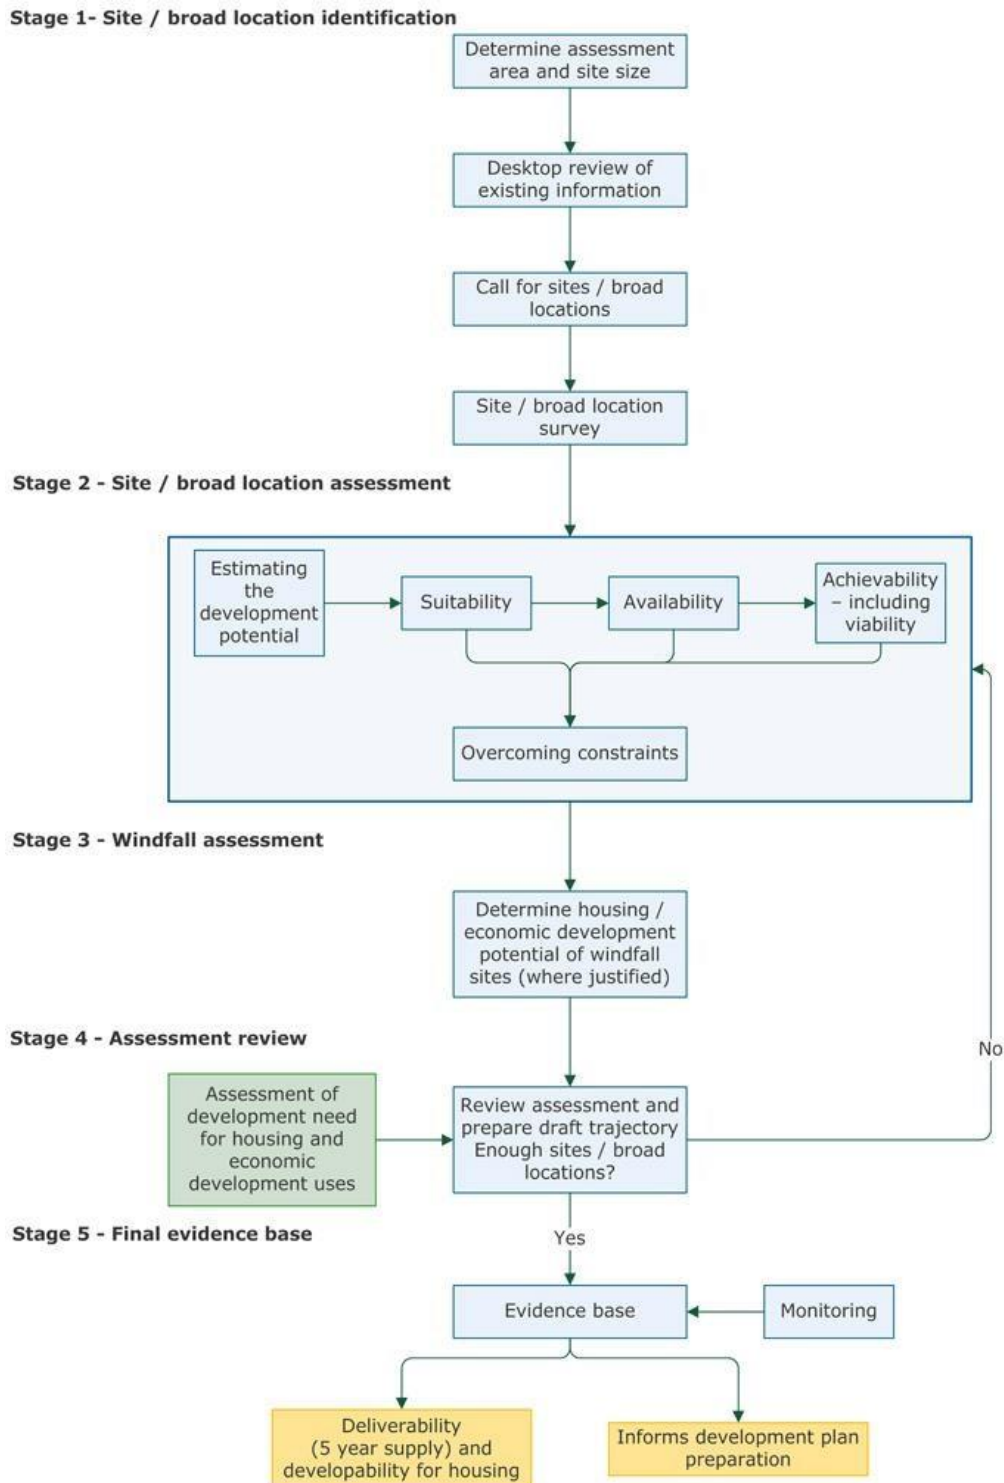 Stage 1- Site / broad location identification
Determine assessment
area and site size
Desktop review of
existing information
Call for sites / broad
locations
Site / broad location
survey
Stage 2 - Site / broad location assessment
Estimating
the
development
potential
Suitability
Availability
Achievability
– including
viability
Overcoming constraints
Stage 3 - Windfall assessment
Determine housing /
economic development
potential of windfall
sites (where justified)
Stage 4 - Assessment review
No
Assessment of
development need
for housing and
economic
development uses
Review assessment and
prepare draft trajectory
Enough sites / broad
locations?
Stage 5 - Final evidence base
Yes
Evidence base
Monitoring
Deliverability
(5 year supply) and
developability for housing
Informs development plan
preparation